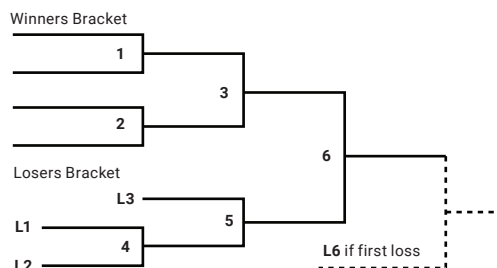 Winners Bracket
1
3
2
6
Losers Bracket
L3
L1
5
4
L6 if first loss
L2